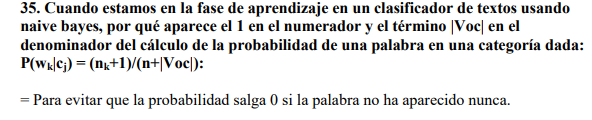 35. Cuando estamos en la fase de aprendizaje en un clasificador de textos usando
naive bayes, por qué aparece el 1 en el numerador y el término |Voc| en el
denominador del cálculo de la probabilidad de una palabra en una categoría dada:
P(wₖ|cⱼ) = (nₖ+1)/(n+|Voc|):
= Para evitar que la probabilidad salga 0 si la palabra no ha aparecido nunca.